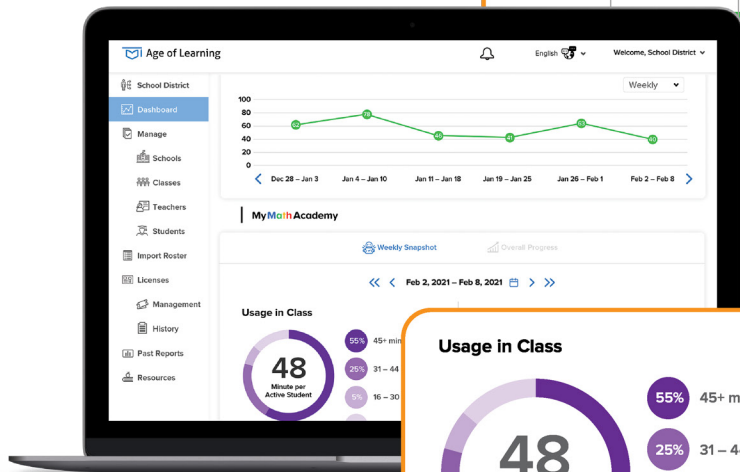 Age of Learning
English
Welcome, School District
School District
Dashboard
Manage
Schools
Classes
Teachers
Students
Import Roster
Licenses
Management
History
Past Reports
Resources
Weekly
100
80
60
40
20
0
62
78
46
41
63
40
Dec 28 – Jan 3
Jan 4 – Jan 10
Jan 11 – Jan 18
Jan 19 – Jan 25
Jan 26 – Feb 1
Feb 2 – Feb 8
My Math Academy
Weekly Snapshot
Overall Progress
Feb 2, 2021 – Feb 8, 2021
Usage in Class
48
Minute per
Active Student
55% 45+ min
25% 31 – 44
5% 16 – 30
Usage in Class
48
55% 45+ m
25% 31 – 4